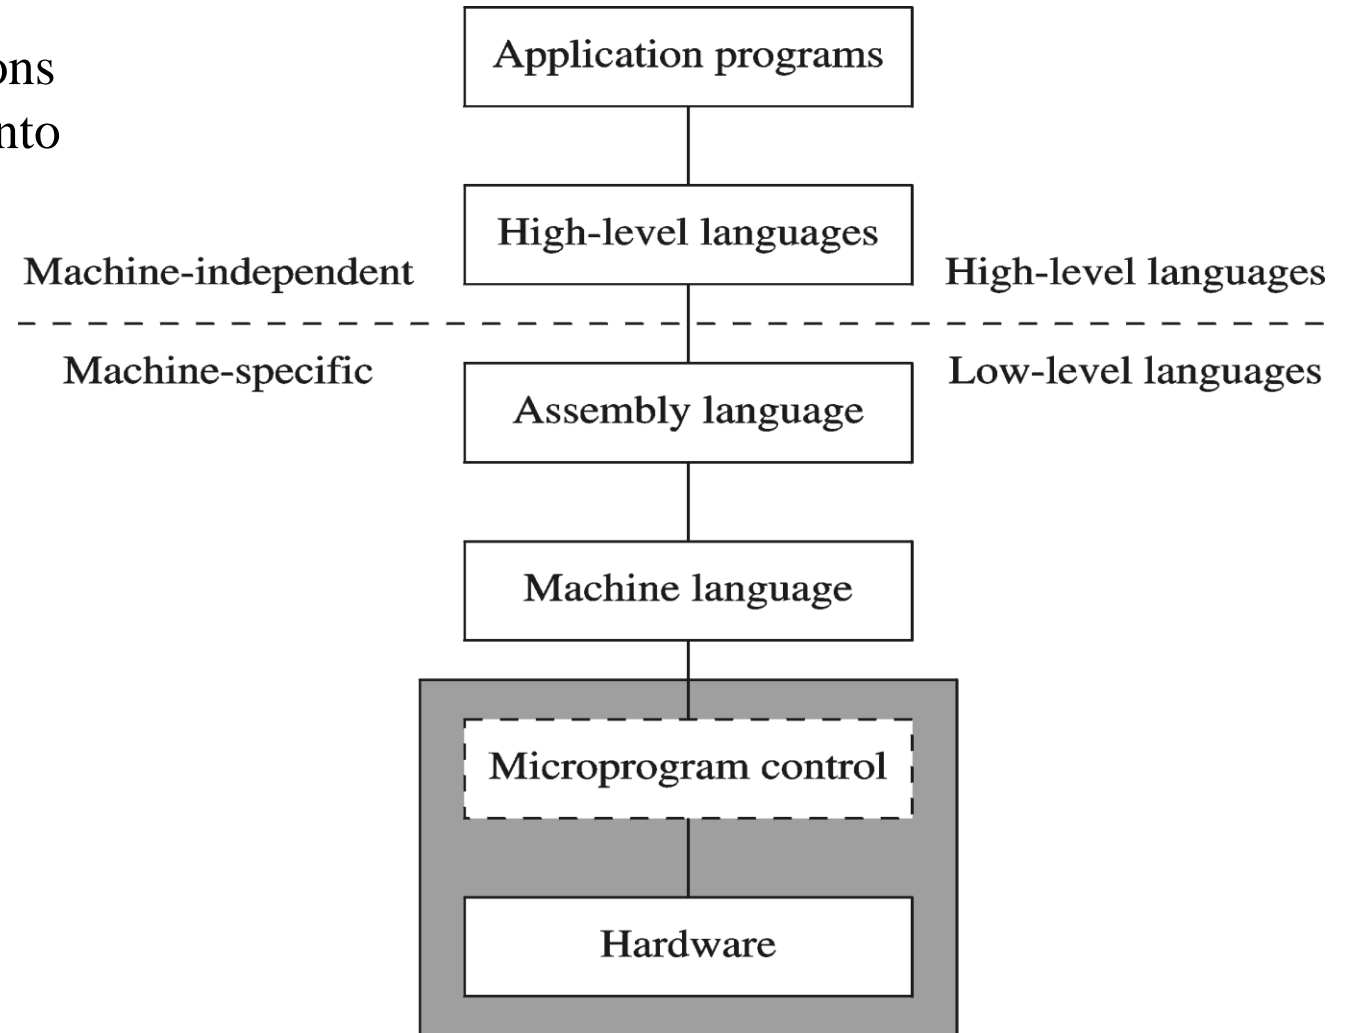 ons
nto
Application programs
High-level languages
Machine-independent
High-level languages
Machine-specific
Low-level languages
Assembly language
Machine language
Microprogram control
Hardware